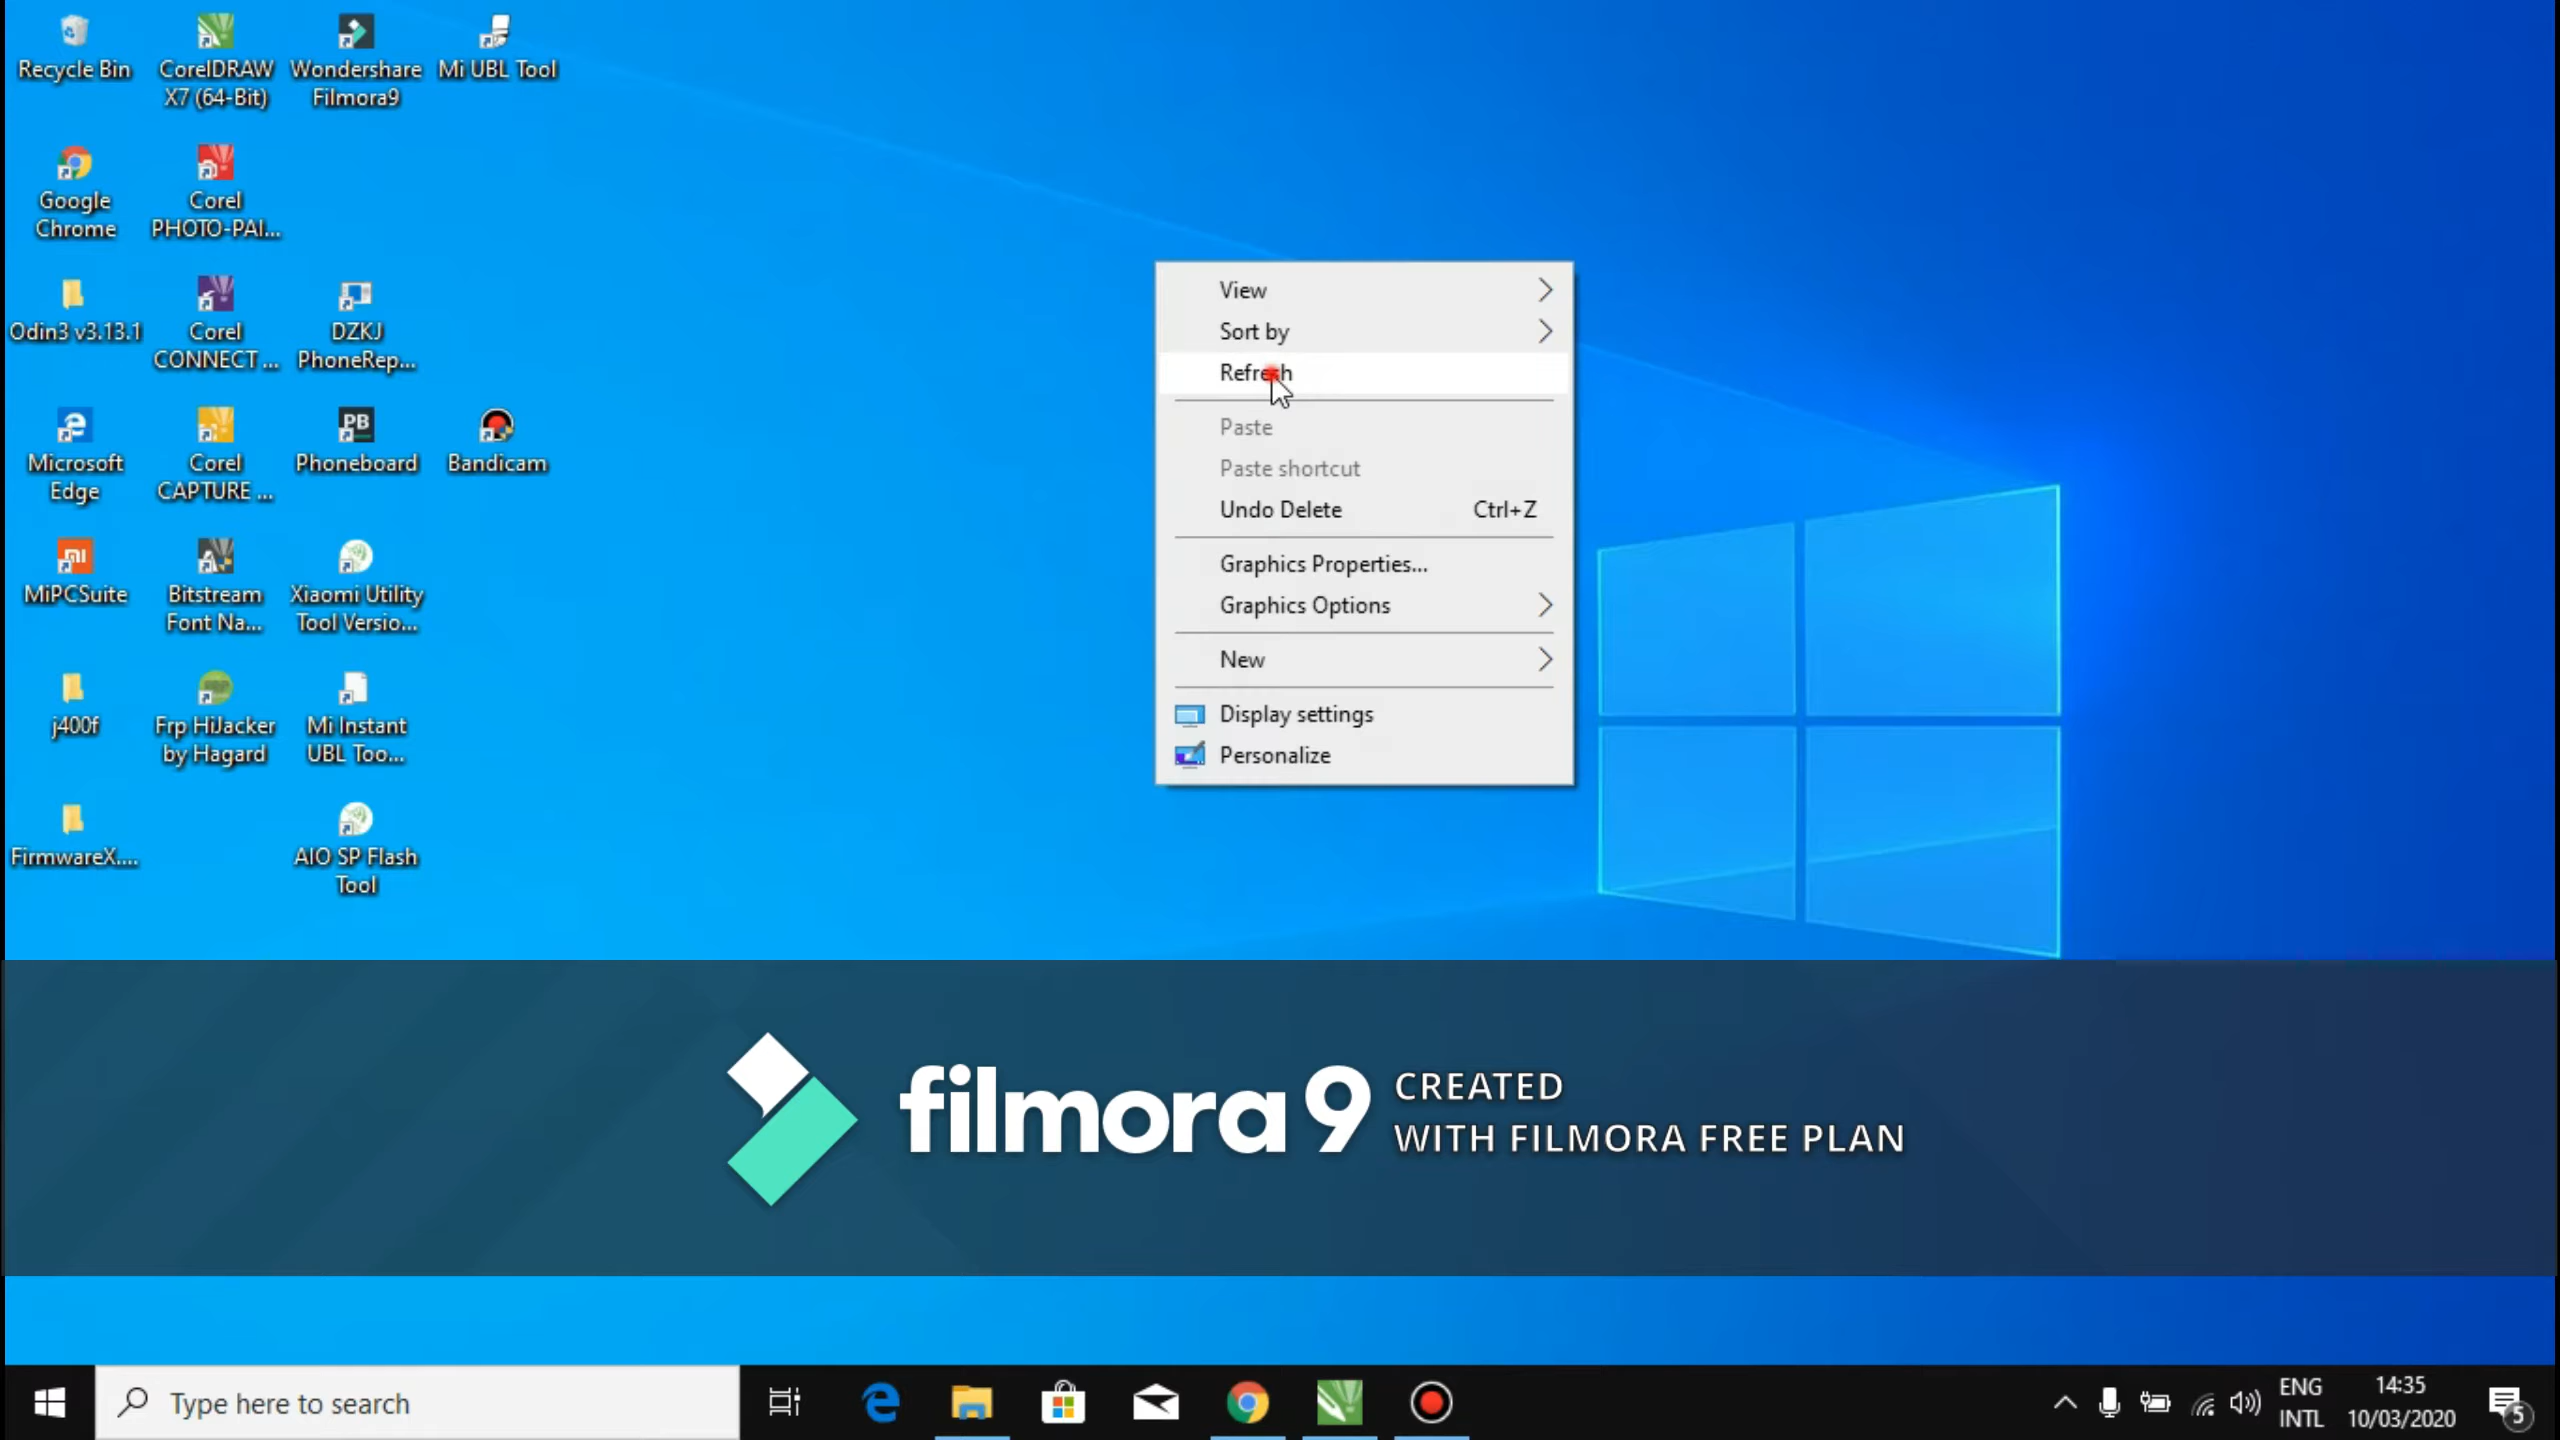 Recycle Bin
CorelDRAW
X7 (64-Bit)
Wondershare
Filmora9
Mi UBL Tool
Google
Chrome
Corel
PHOTO-PAI...
Odin3 v3.13.1
Corel
CONNECT ...
DZKJ
PhoneRep...
Microsoft
Edge
Corel
CAPTURE ...
PB
Phoneboard
Bandicam
mi
MiPCSuite
Bitstream
Font Na...
Xiaomi Utility
Tool Versio...
j400f
Frp HiJacker
by Hagard
Mi Instant
UBL Too...
FirmwareX....
AIO SP Flash
Tool
View
Sort by
Refresh
Paste
Paste shortcut
Undo Delete Ctrl+Z
Graphics Properties...
Graphics Options
New
Display settings
Personalize
filmora 9
CREATED
WITH FILMORA FREE PLAN
Type here to search
ENG
INTL
14:35
10/03/2020
5